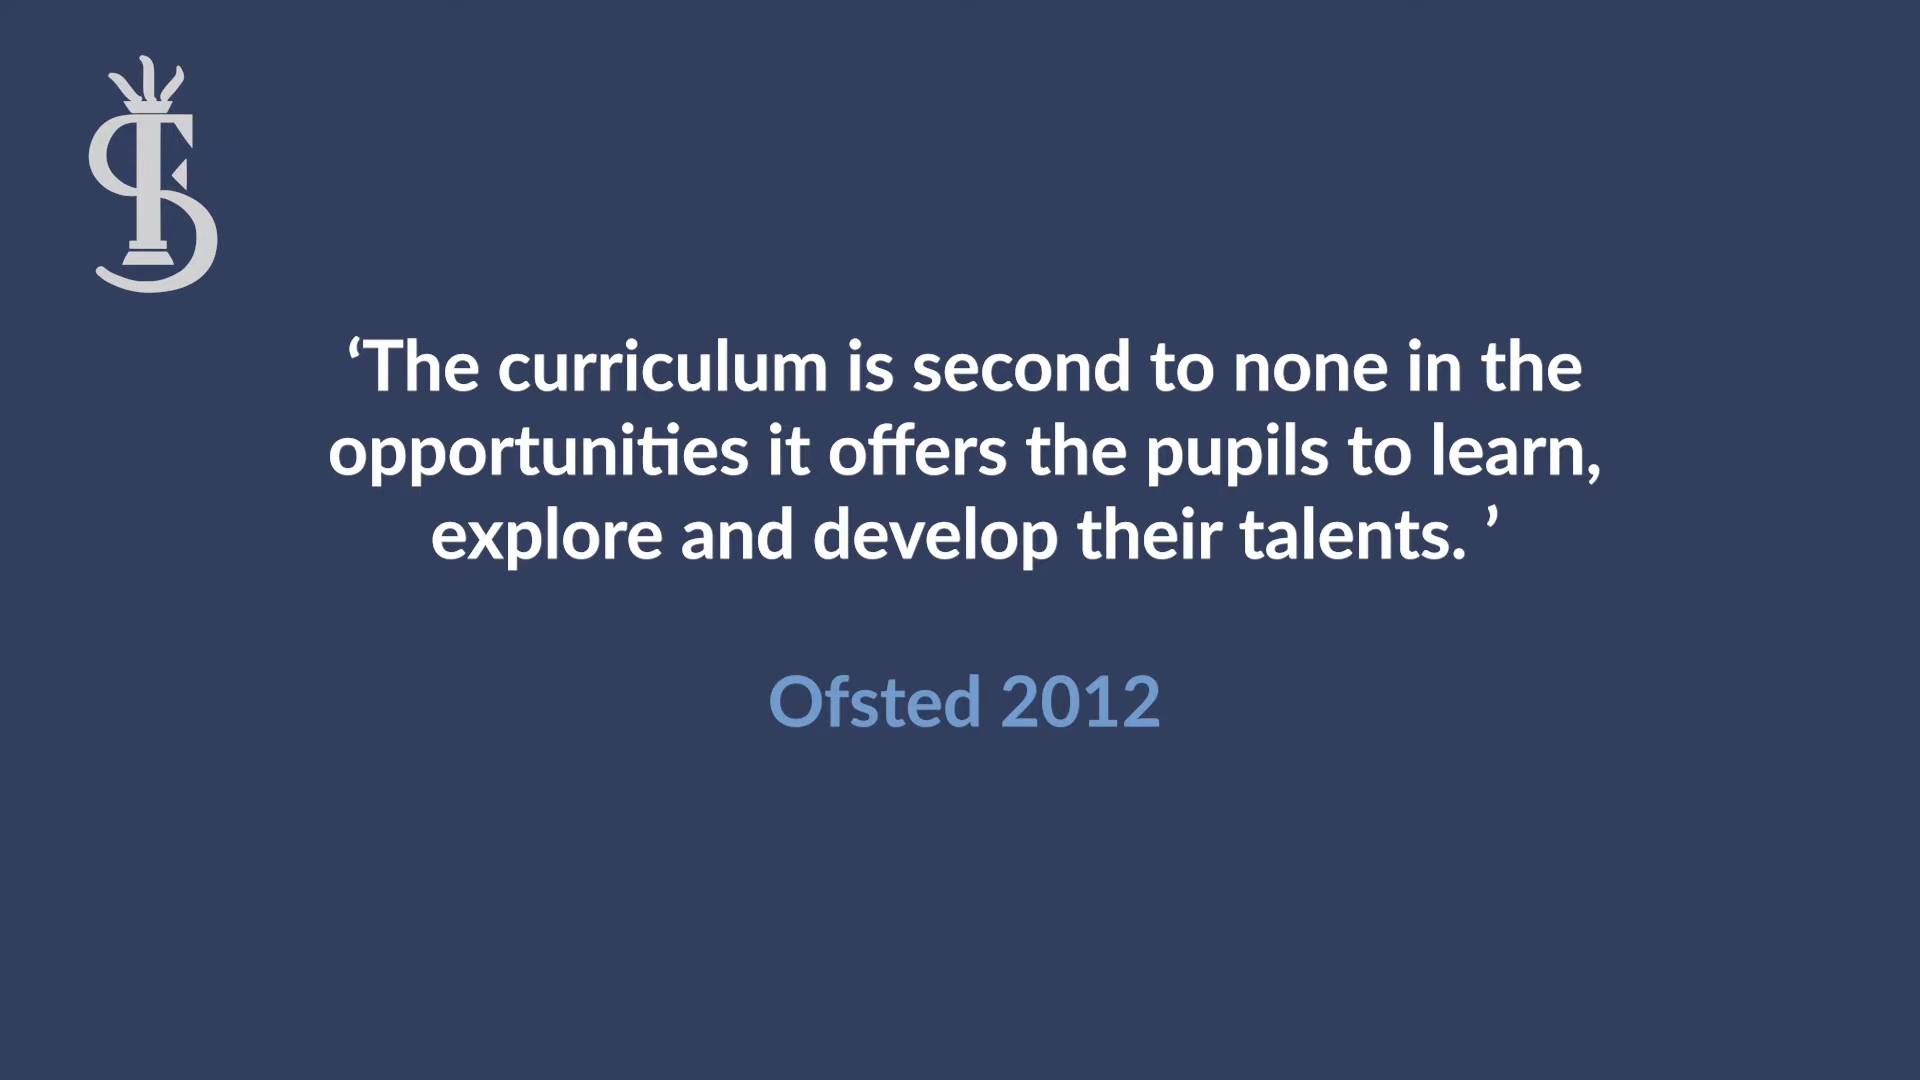 ‘The curriculum is second to none in the
opportunities it offers the pupils to learn,
explore and develop their talents. ’
Ofsted 2012